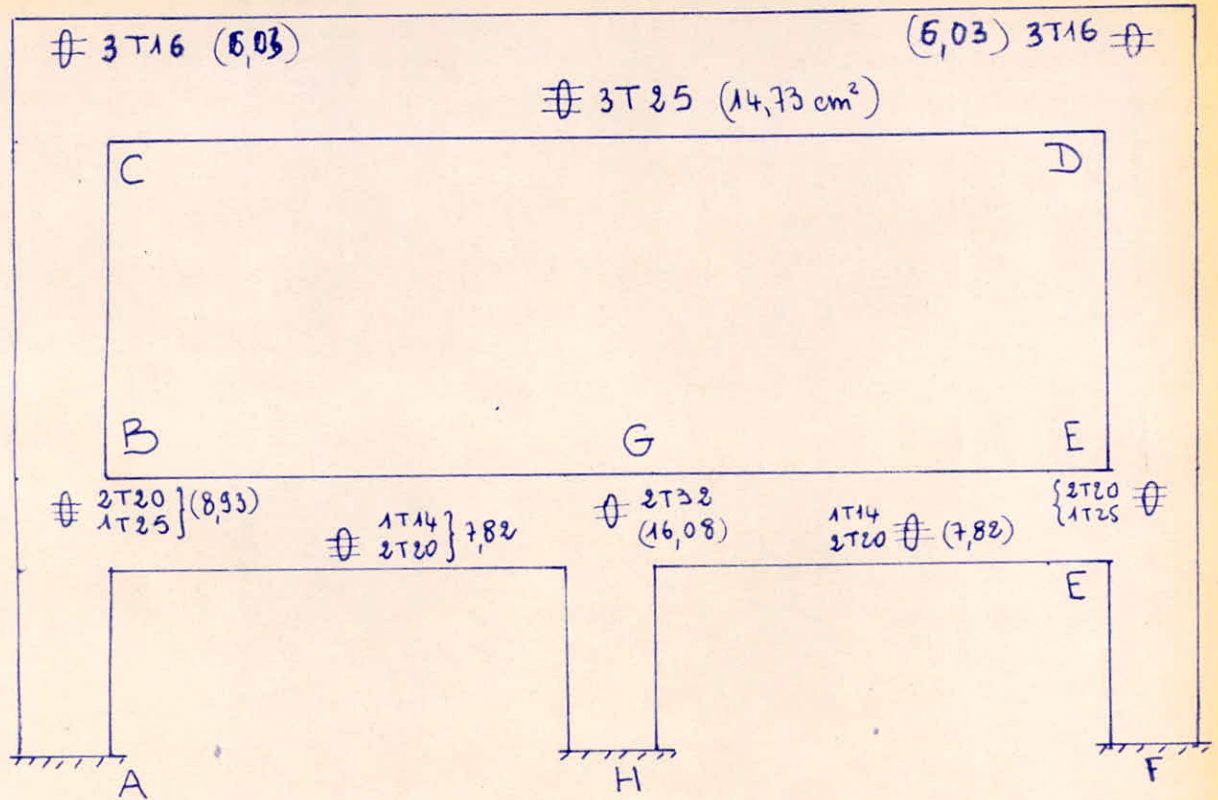 3T16 (6,03)
(6,03) 3T16
3T25 (14,73 cm²)
C
D
B
G
E
2T20
1T25 } (8,93)
1T14
2T20 } 7,82
2T32
(16,08)
1T14
2T20 (7,82)
{ 2T20
1T25
E
A
H
F